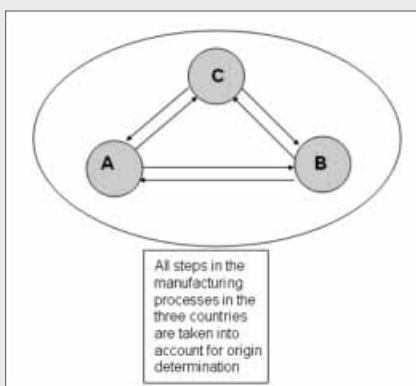 C
A
B
All steps in the
manufacturing
processes in the
three countries
are taken into
account for origin
determination